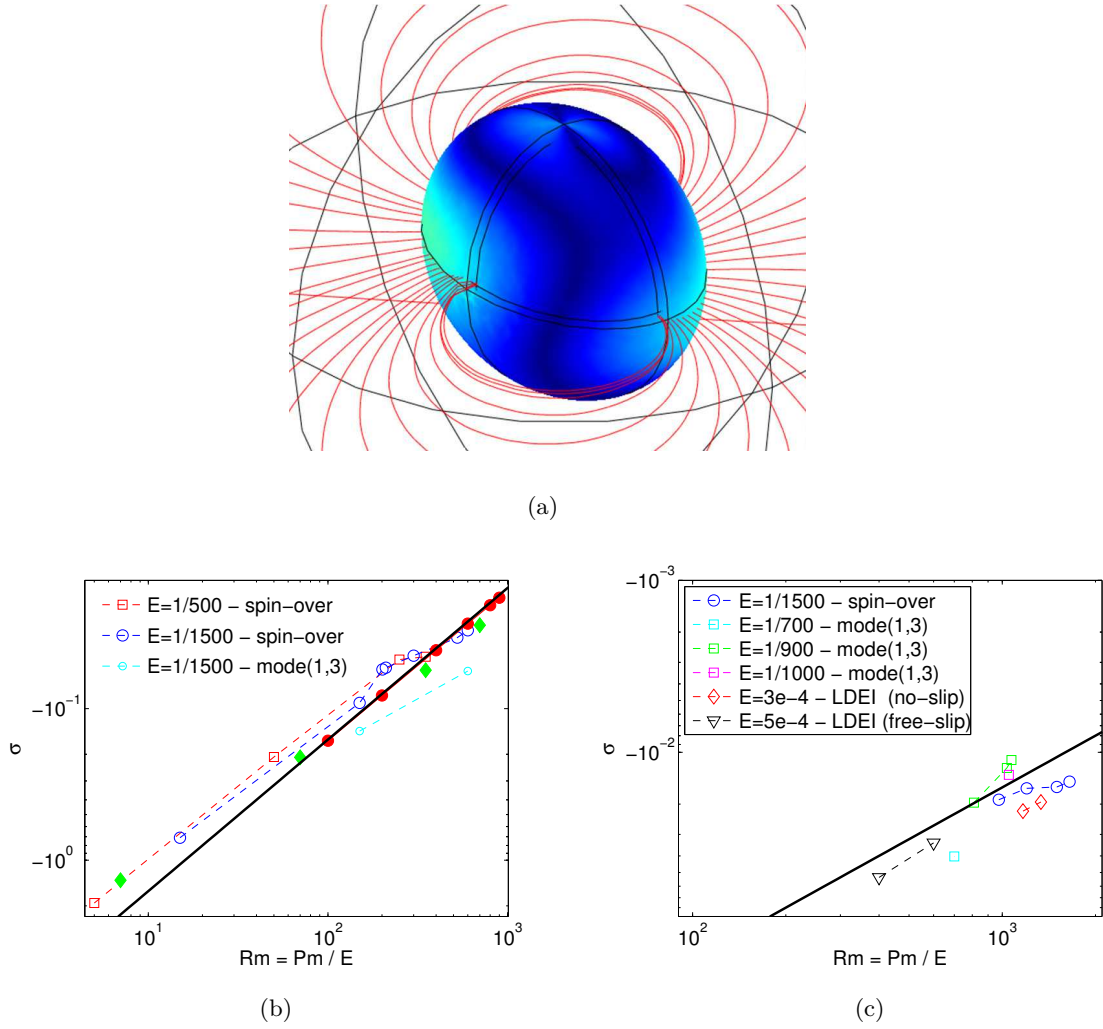 (a)
E=1/500 – spin–over
E=1/1500 – spin–over
E=1/1500 – mode(1,3)
−10⁻¹
−10⁰
σ
10¹
10²
10³
Rm = Pm / E
(b)
−10⁻³
−10⁻²
σ
E=1/1500 – spin–over
E=1/700 – mode(1,3)
E=1/900 – mode(1,3)
E=1/1000 – mode(1,3)
E=3e–4 – LDEI (no–slip)
E=5e–4 – LDEI (free–slip)
10²
10³
Rm = Pm / E
(c)